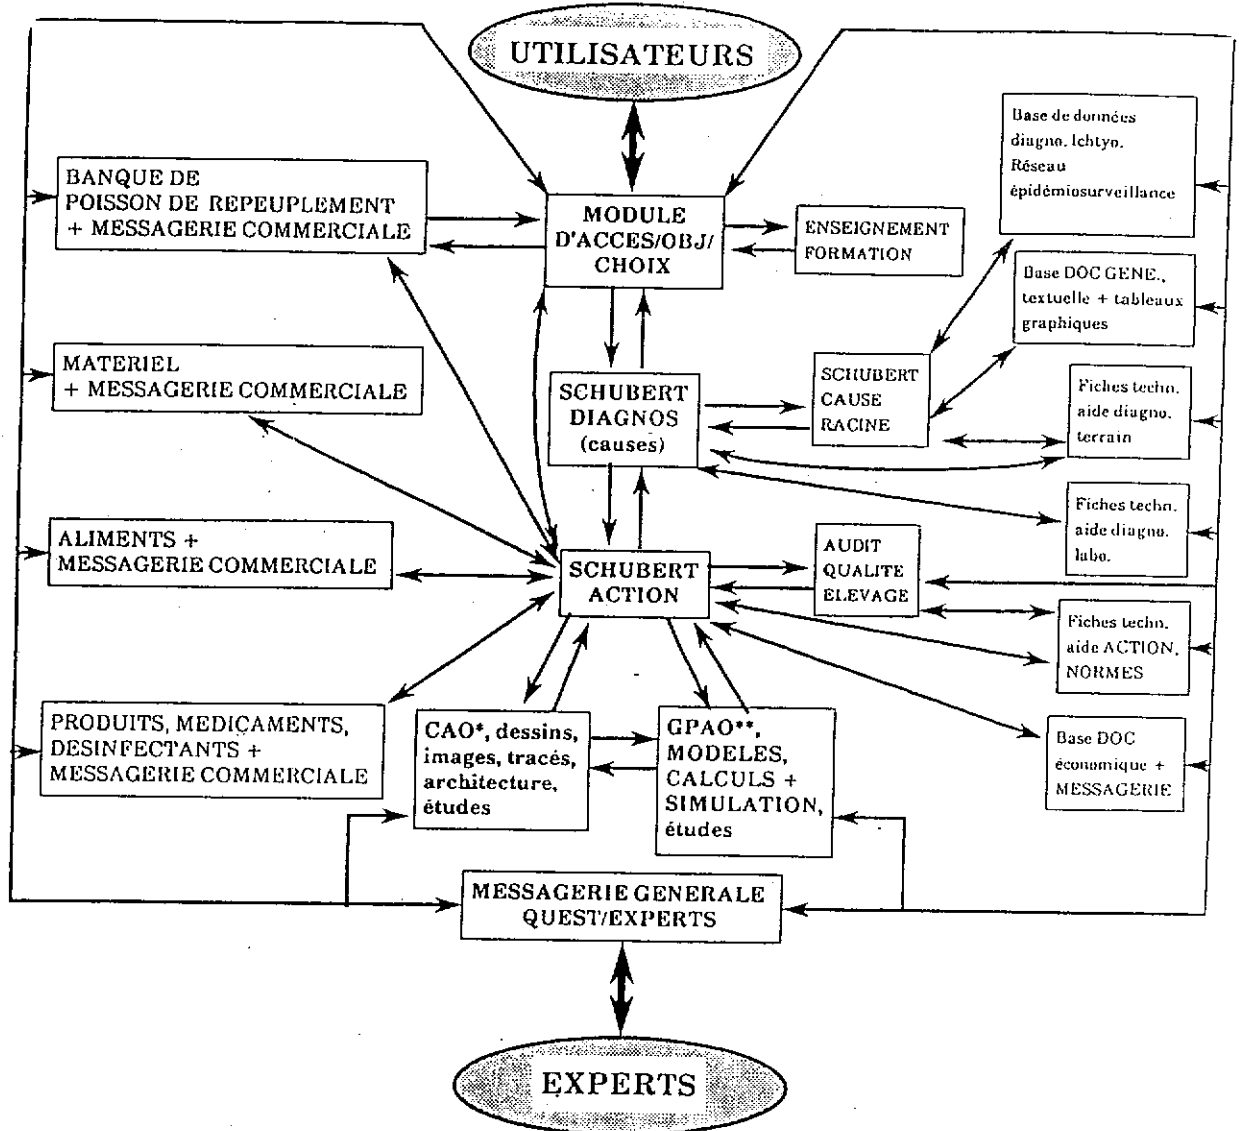 UTILISATEURS
Base de données
diagno. Ichtyo.
Réseau
épidémiosurveillance
BANQUE DE
POISSON DE REPEUPLEMENT
+ MESSAGERIE COMMERCIALE
MODULE
D'ACCES/OBJ/
CHOIX
ENSEIGNEMENT
FORMATION
Base DOC GENE.,
textuelle + tableaux
graphiques
MATERIEL
+ MESSAGERIE COMMERCIALE
SCHUBERT
DIAGNOS
(causes)
SCHUBERT
CAUSE
RACINE
Fiches techn.
aide diagno.
terrain
Fiches techn.
aide diagno.
labo.
ALIMENTS +
MESSAGERIE COMMERCIALE
SCHUBERT
ACTION
AUDIT
QUALITE
ELEVAGE
Fiches techn.
aide ACTION,
NORMES
PRODUITS, MEDICAMENTS,
DESINFECTANTS +
MESSAGERIE COMMERCIALE
CAO*, dessins,
images, tracés,
architecture,
études
GPAO**,
MODELES,
CALCULS +
SIMULATION,
études
Base DOC
économique +
MESSAGERIE
MESSAGERIE GENERALE
QUEST/EXPERTS
EXPERTS